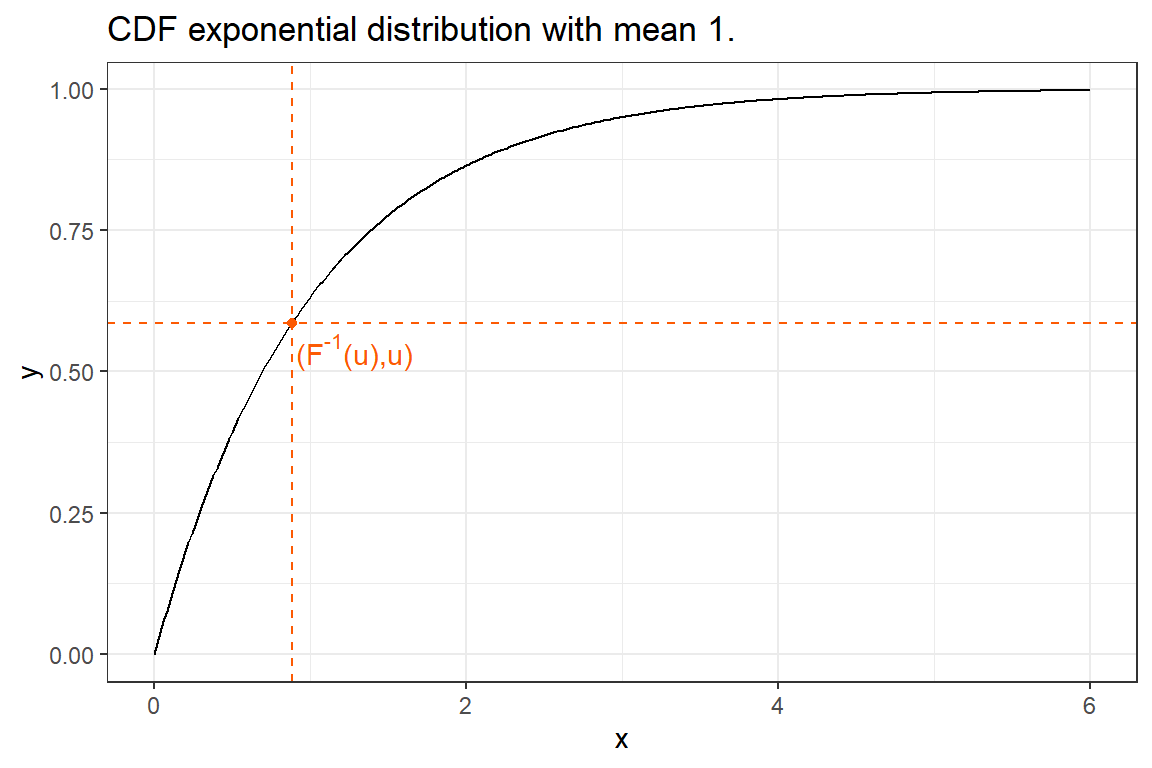 CDF exponential distribution with mean 1.
1.00
0.75
0.50
0.25
0.00
y
(F⁻¹(u),u)
0 2 4 6
x